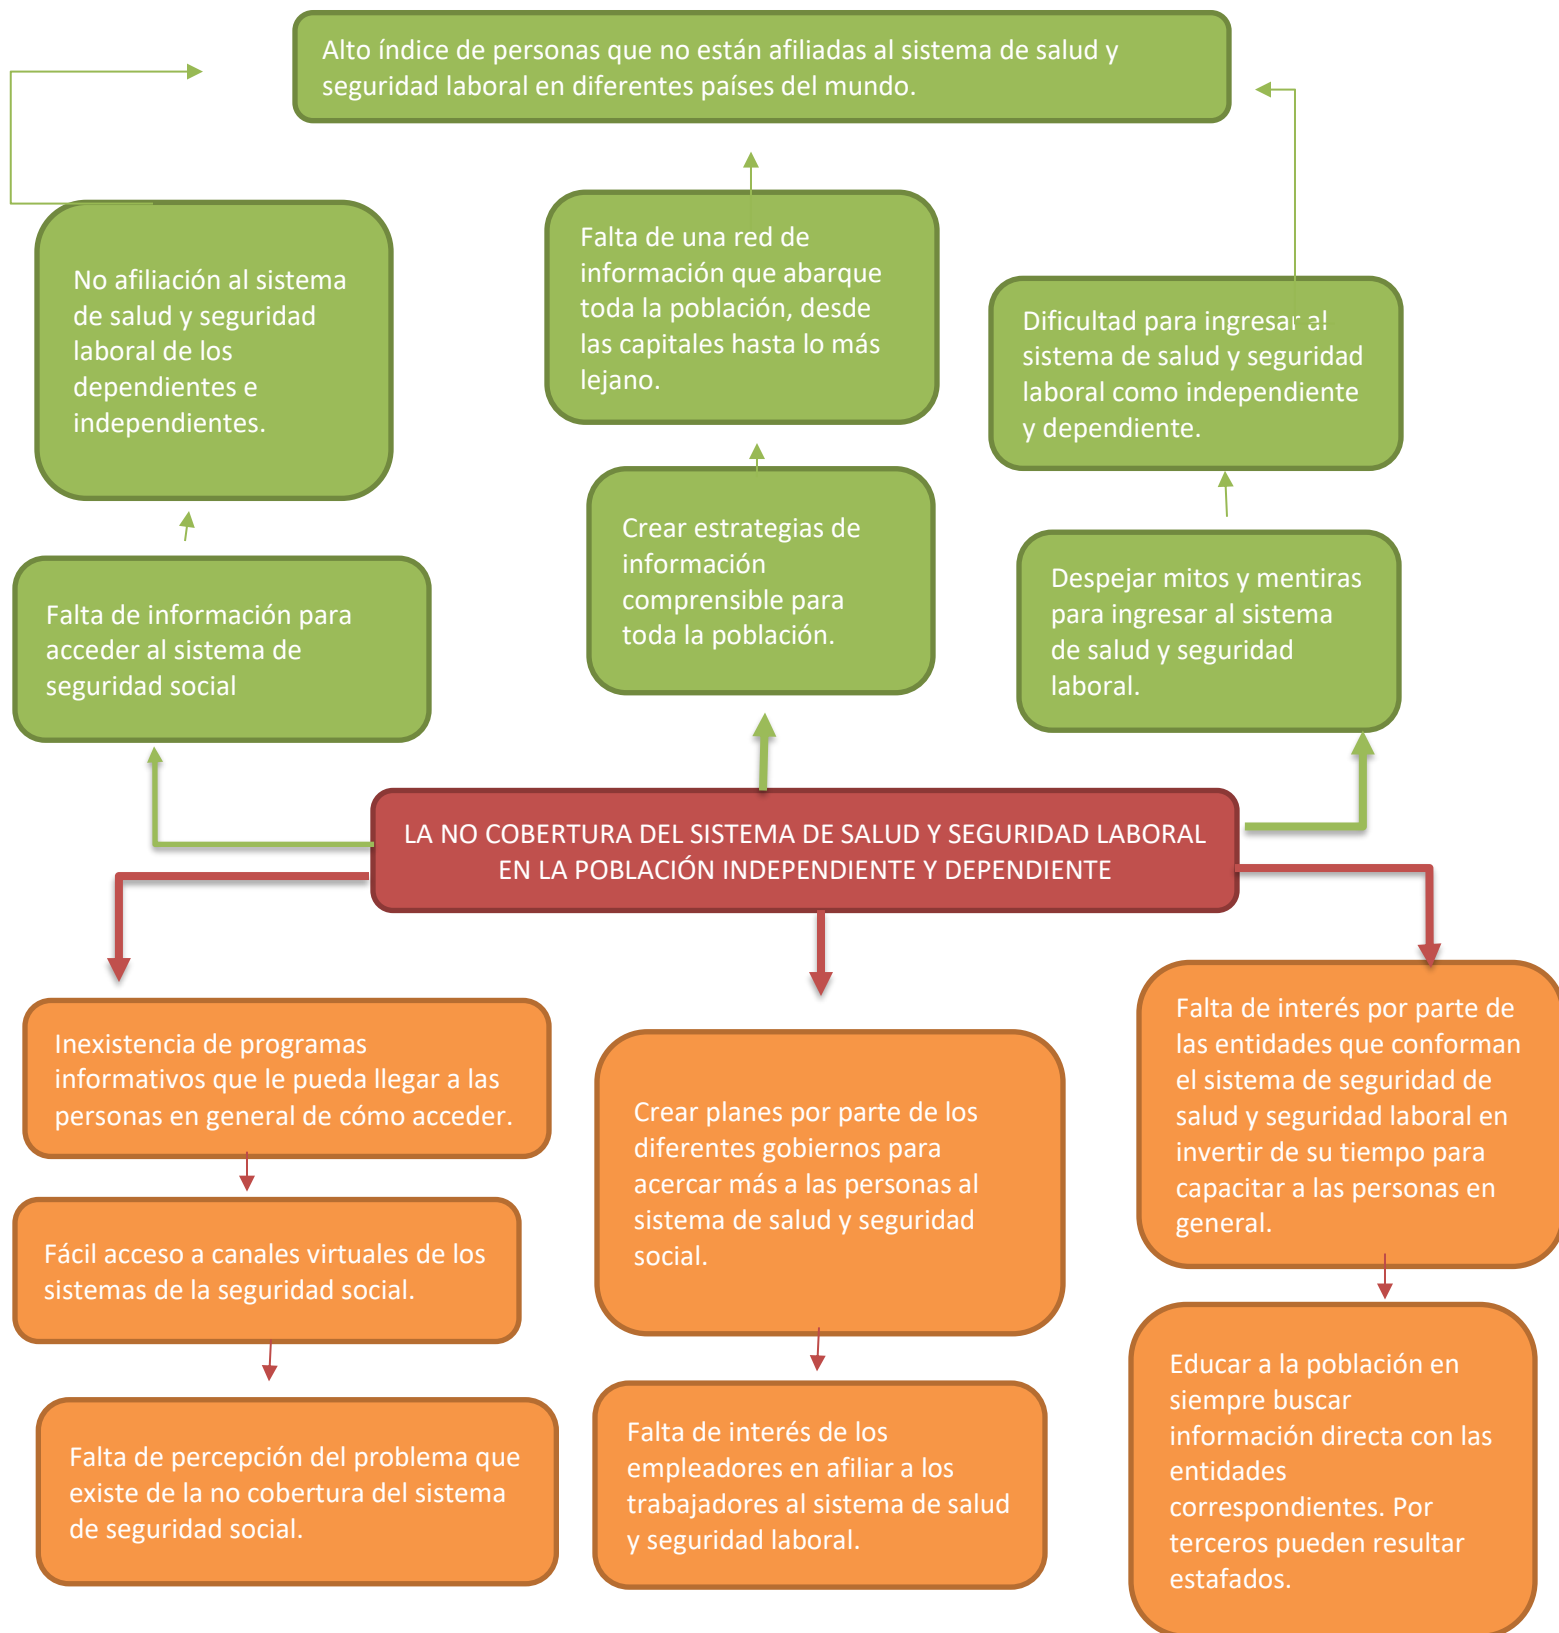 Alto índice de personas que no están afiliadas al sistema de salud y
seguridad laboral en diferentes países del mundo.
No afiliación al sistema
de salud y seguridad
laboral de los
dependientes e
independientes.
Falta de una red de
información que abarque
toda la población, desde
las capitales hasta lo más
lejano.
Dificultad para ingresar al
sistema de salud y seguridad
laboral como independiente
y dependiente.
Falta de información para
acceder al sistema de
seguridad social
Crear estrategias de
información
comprensible para
toda la población.
Despejar mitos y mentiras
para ingresar al sistema
de salud y seguridad
laboral.
LA NO COBERTURA DEL SISTEMA DE SALUD Y SEGURIDAD LABORAL
EN LA POBLACIÓN INDEPENDIENTE Y DEPENDIENTE
Inexistencia de programas
informativos que le pueda llegar a las
personas en general de cómo acceder.
Fácil acceso a canales virtuales de los
sistemas de la seguridad social.
Falta de percepción del problema que
existe de la no cobertura del sistema
de seguridad social.
Crear planes por parte de los
diferentes gobiernos para
acercar más a las personas al
sistema de salud y seguridad
social.
Falta de interés de los
empleadores en afiliar a los
trabajadores al sistema de salud
y seguridad laboral.
Falta de interés por parte de
las entidades que conforman
el sistema de seguridad de
salud y seguridad laboral en
invertir de su tiempo para
capacitar a las personas en
general.
Educar a la población en
siempre buscar
información directa con las
entidades
correspondientes. Por
terceros pueden resultar
estafados.